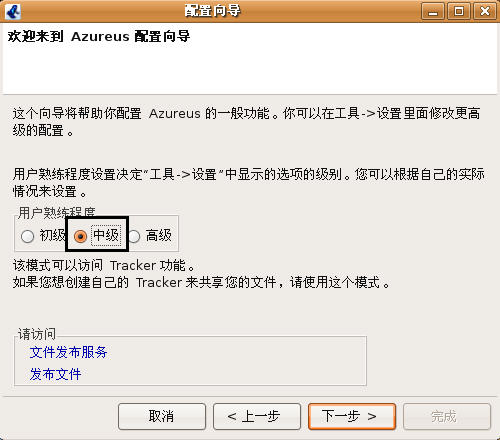 配置向导
欢迎来到 Azureus 配置向导
这个向导将帮助你配置 Azureus 的一般功能。你可以在工具->设置里面修改更高
级的配置。
用户熟练程度设置决定"工具->设置"中显示的选项的级别。您可以根据自己的实际
情况来设置。
用户熟练程度
初级 中级 高级
该模式可以访问 Tracker 功能。
如果您想创建自己的 Tracker 来共享您的文件，请使用这个模式。
请访问
文件发布服务
发布文件
取消 < 上一步 下一步 > 完成